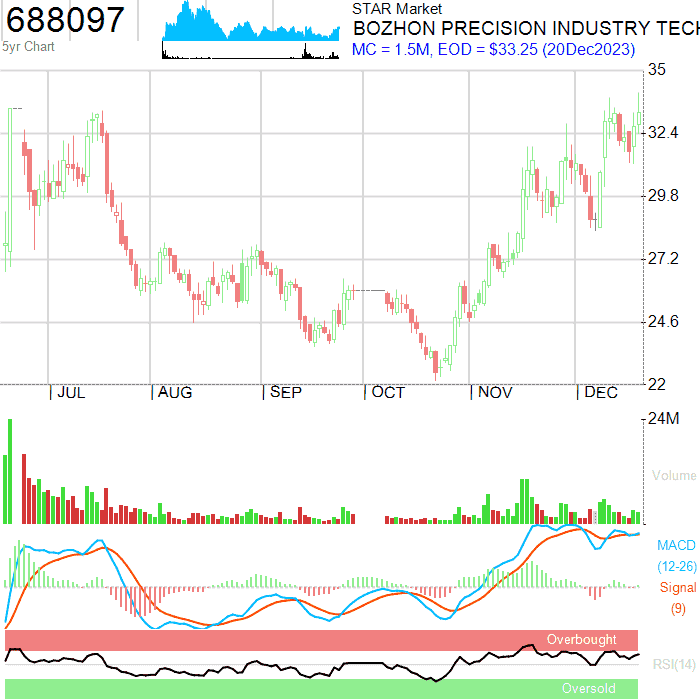 688097
5yr Chart
STAR Market
BOZHON PRECISION INDUSTRY TECH
MC = 1.5M, EOD = $33.25 (20Dec2023)
35
32.4
29.8
27.2
24.6
22
JUL
AUG
SEP
OCT
NOV
DEC
24M
Volume
MACD
(12-26)
Signal
(9)
Overbought
RSI(14)
Oversold